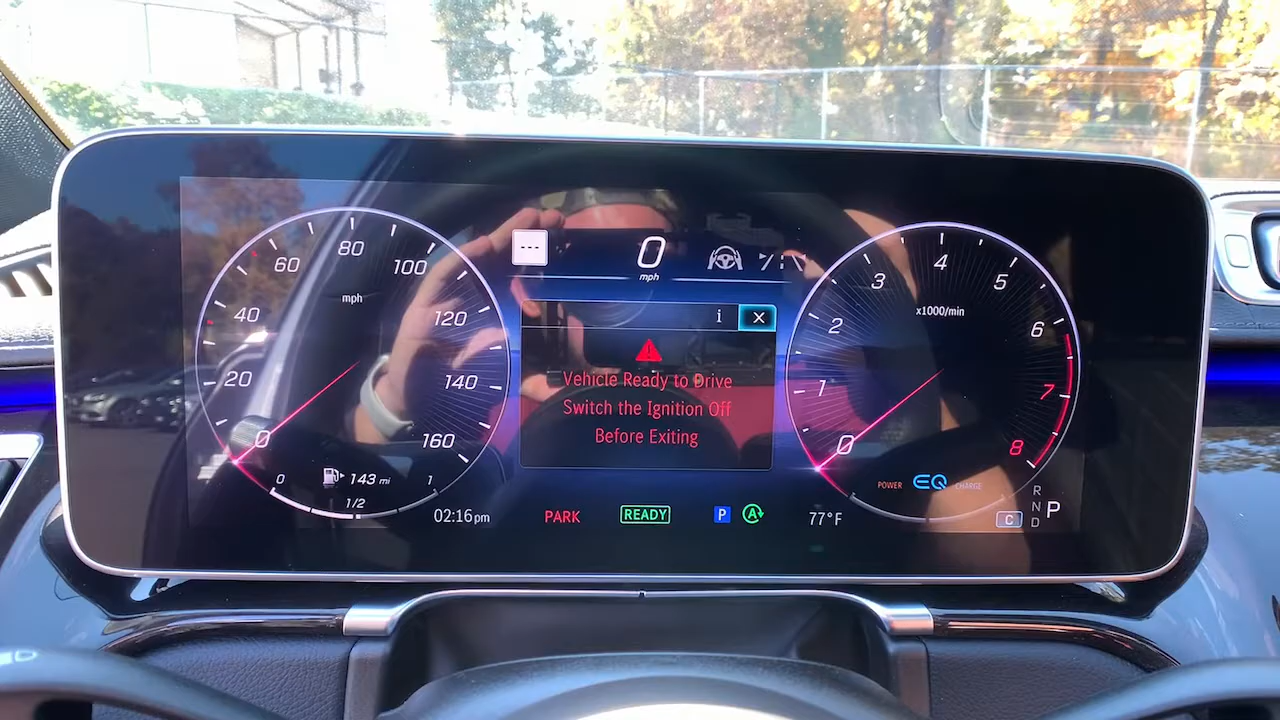 --- 0 mph
i X
Vehicle Ready to Drive
Switch the Ignition Off
Before Exiting
0 20 40 60 80 100 120 140 160
mph
0 1/2 1
143 mi
0 1 2 3 4 5 6 7 8
x1000/min
POWER EQ CHARGE
02:16 pm PARK READY P A 77°F C
R
N P
D